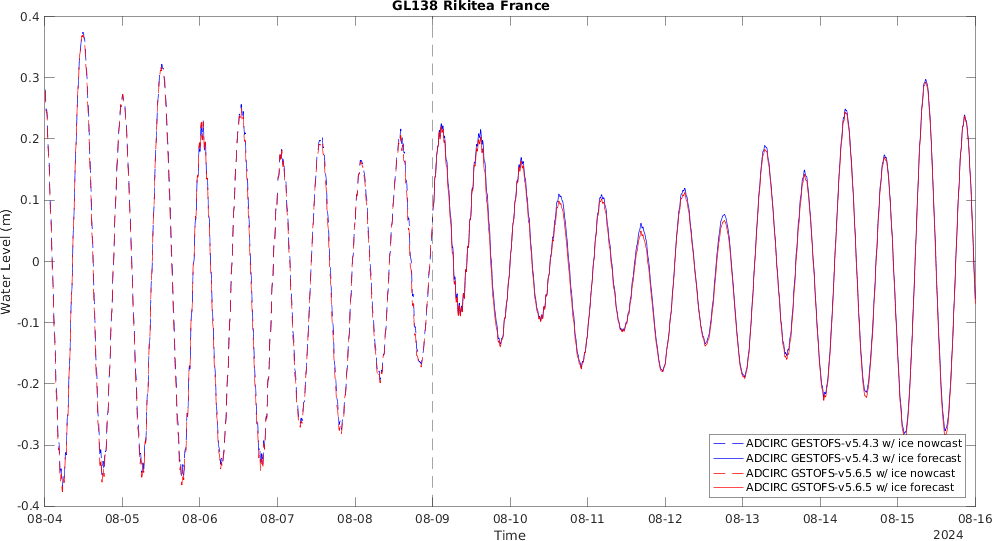 GL138 Rikitea France
0.4
0.3
0.2
0.1
0
-0.1
-0.2
-0.3
-0.4
Water Level (m)
ADCIRC GESTOFS-v5.4.3 w/ ice nowcast
ADCIRC GESTOFS-v5.4.3 w/ ice forecast
ADCIRC GSTOFS-v5.6.5 w/ ice nowcast
ADCIRC GSTOFS-v5.6.5 w/ ice forecast
08-04 08-05 08-06 08-07 08-08 08-09 08-10 08-11 08-12 08-13 08-14 08-15 08-16
Time
2024